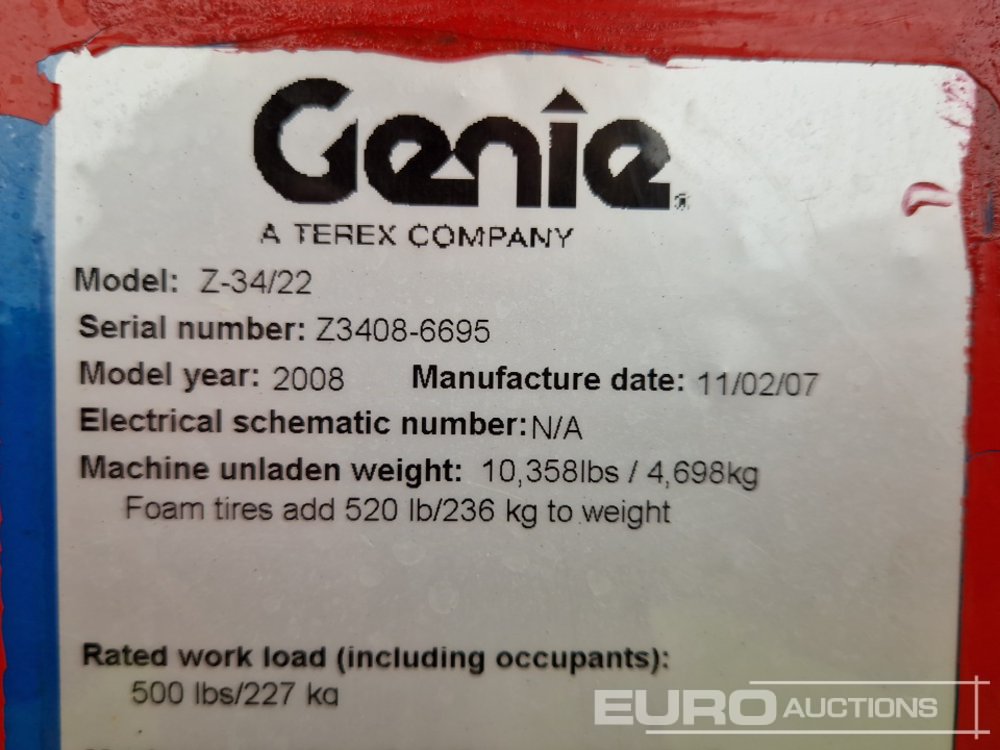 Genie
A TEREX COMPANY
Model: Z-34/22
Serial number: Z3408-6695
Model year: 2008 Manufacture date: 11/02/07
Electrical schematic number: N/A
Machine unladen weight: 10,358lbs / 4,698kg
Foam tires add 520 lb/236 kg to weight
Rated work load (including occupants):
500 lbs/227 kg
EURO AUCTIONS